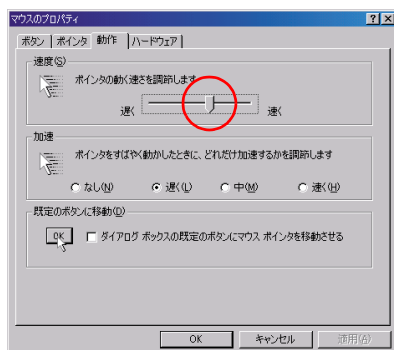 マウスのプロパティ
ボタン ポインタ 動作 ハードウェア
速度(S)
ポインタの動く速さを調節します
遅く 速く
加速
ポインタをすばやく動かしたときに、どれだけ加速するかを調節します
なし(N) 遅く(L) 中(M) 速く(H)
既定のボタンに移動(D)
OK ダイアログ ボックスの既定のボタンにマウス ポインタを移動させる
OK キャンセル 適用(A)